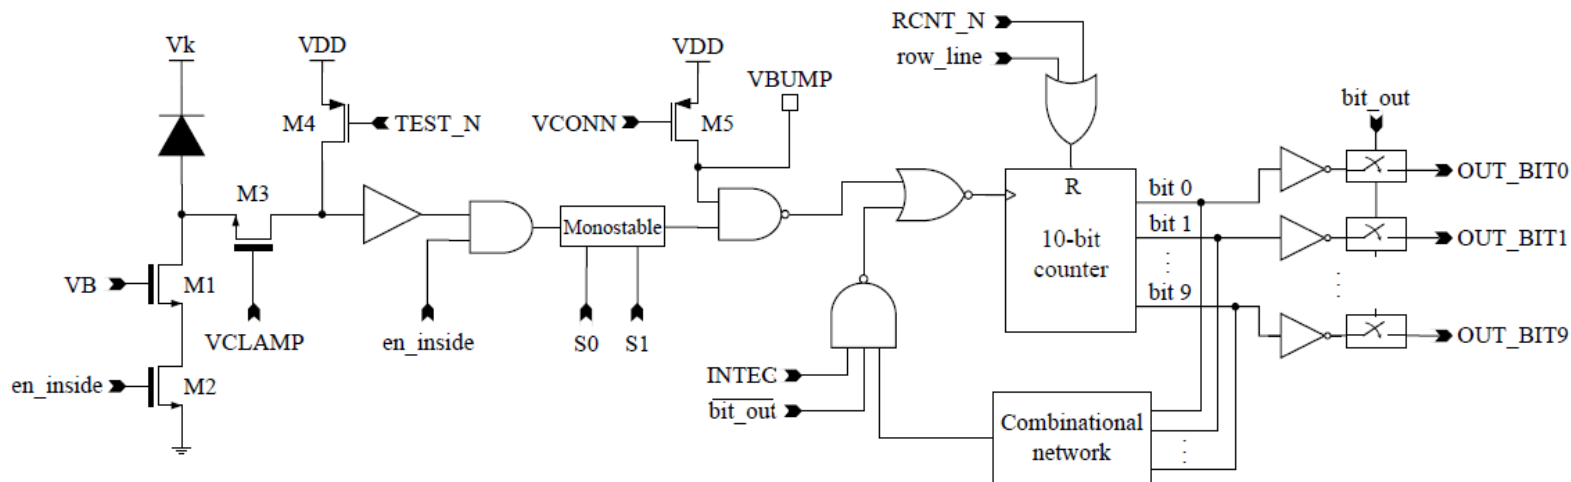 RCNT_N
Vk
VDD
VDD
row_line
VBUMP
bit_out
M4
TEST_N
VCONN
M5
M3
R
bit 0
OUT_BIT0
Monostable
10-bit
counter
bit 1
OUT_BIT1
VB
M1
bit 9
VCLAMP
en_inside
S0
S1
OUT_BIT9
en_inside
M2
INTEC
bit_out
Combinational
network